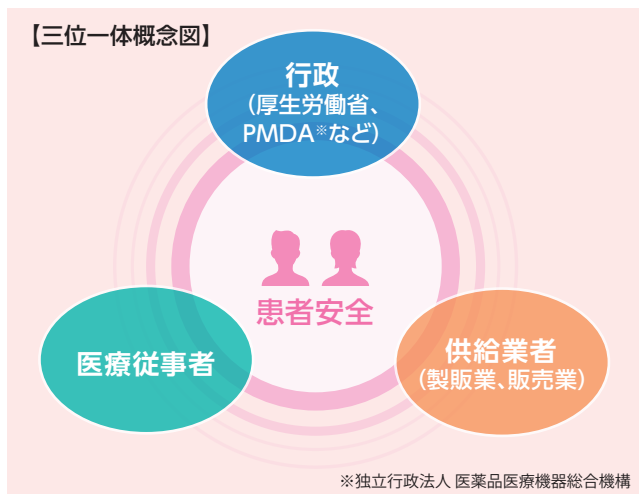 【三位一体概念図】
行政
(厚生労働省、
PMDA※など)
患者安全
医療従事者
供給業者
(製販業、販売業)
※独立行政法人 医薬品医療機器総合機構